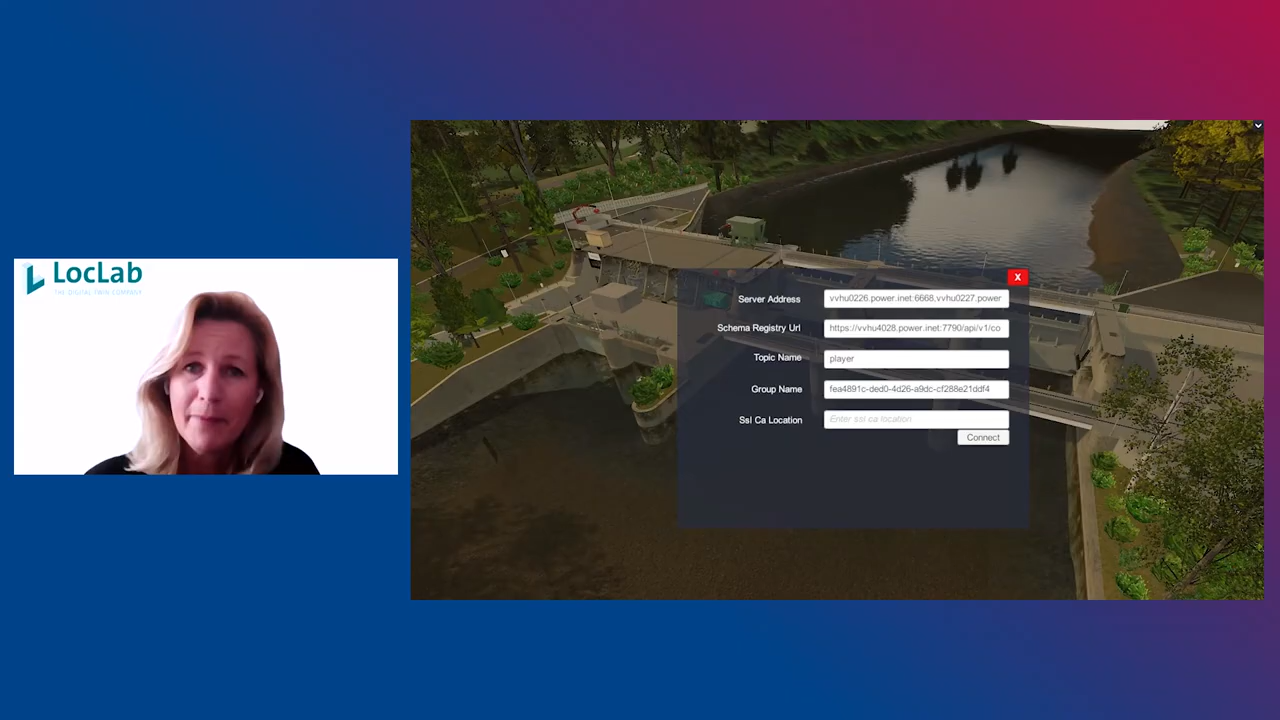 LocLab
THE DIGITAL TWIN COMPANY
X
Server Address
vvhu0226.power.inet:6668,vvhu0227.power
Schema Registry Url
https://vvhu4028.power.inet:7790/api/v1/co
Topic Name
player
Group Name
fea4891c-ded0-4d26-a9dc-cf288e21ddf4
Ssl Ca Location
Enter ssl ca location
Connect